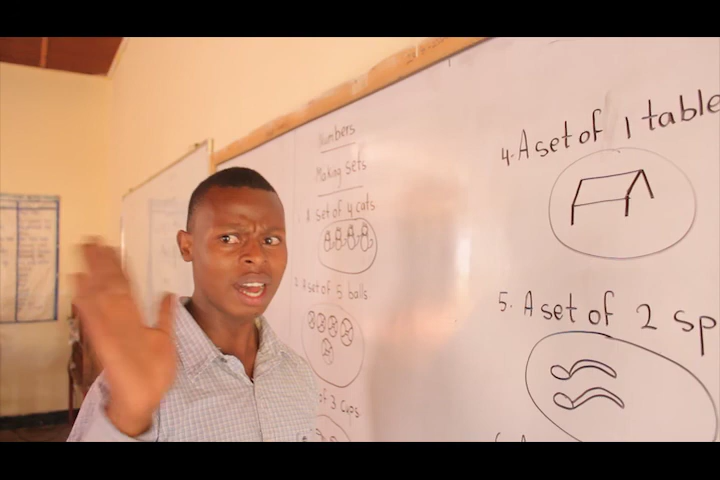 Numbers
Making sets
A set of 4 cats
2. A set of 5 balls
of 3 cups
4. A set of 1 table
5. A set of 2 sp
6.